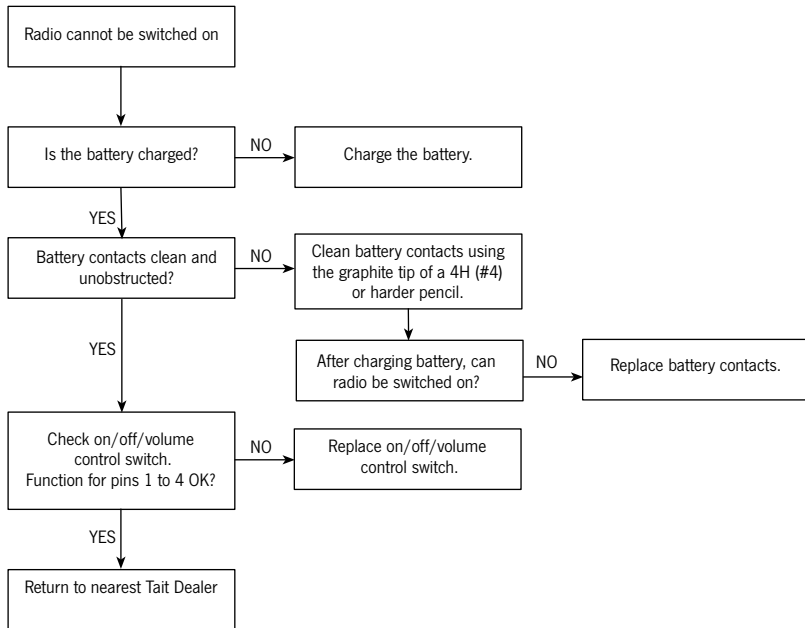 Radio cannot be switched on
Is the battery charged?
NO
Charge the battery.
YES
Battery contacts clean and
unobstructed?
NO
Clean battery contacts using
the graphite tip of a 4H (#4)
or harder pencil.
YES
After charging battery, can
radio be switched on?
NO
Replace battery contacts.
Check on/off/volume
control switch.
Function for pins 1 to 4 OK?
NO
Replace on/off/volume
control switch.
YES
Return to nearest Tait Dealer